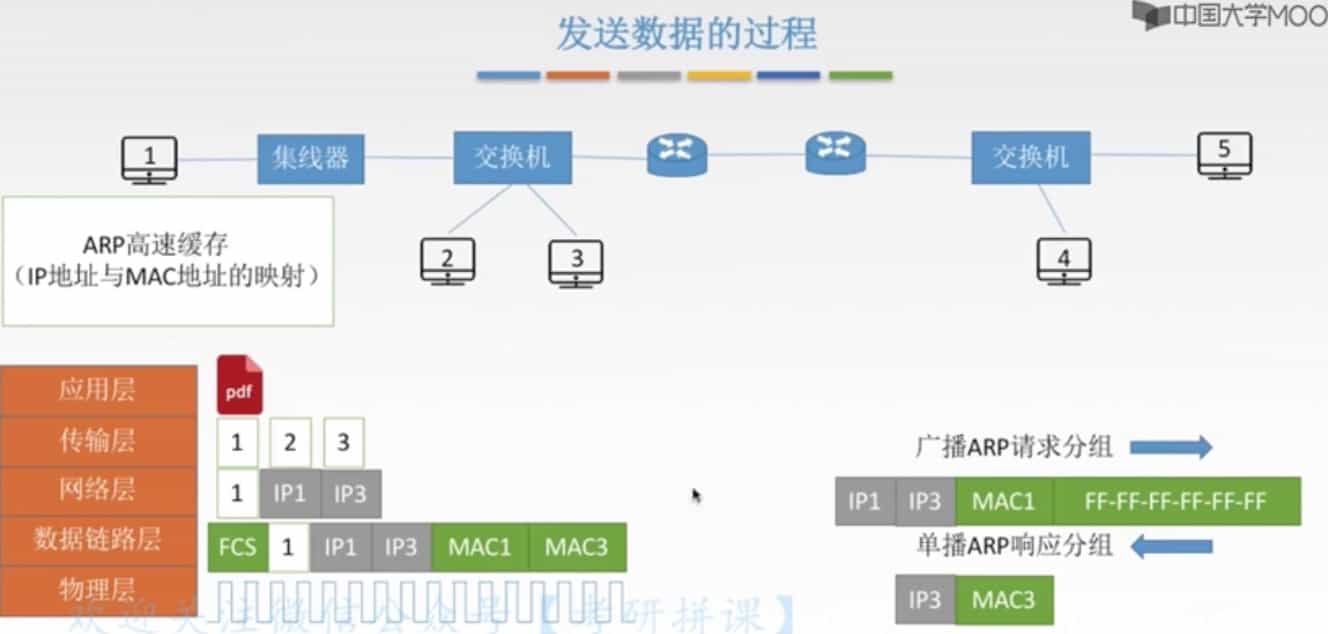 中国大学MOO
发送数据的过程
1
集线器
交换机
交换机
5
2
3
4
ARP高速缓存
（IP地址与MAC地址的映射）
应用层
pdf
传输层
1 2 3
网络层
1 IP1 IP3
数据链路层
FCS 1 IP1 IP3 MAC1 MAC3
物理层
广播ARP请求分组
IP1 IP3 MAC1 FF-FF-FF-FF-FF-FF
单播ARP响应分组
IP3 MAC3
欢迎关注微信公众号【考研拼课】